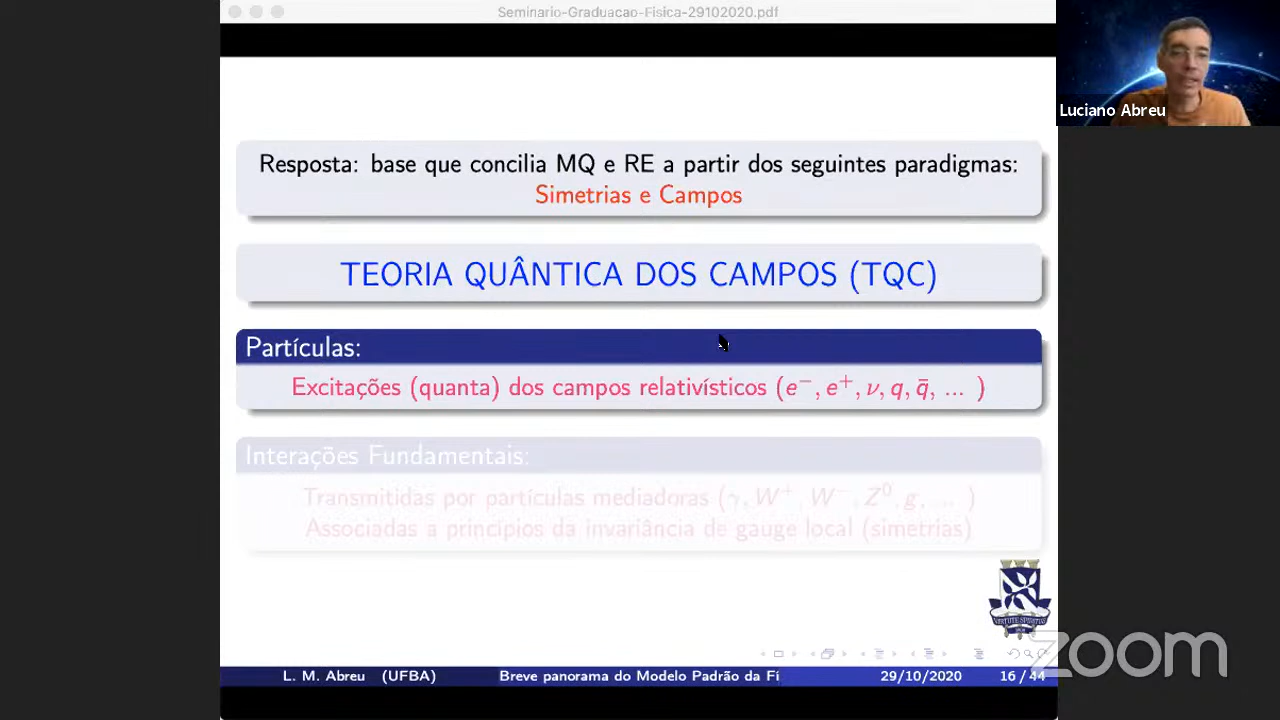 Seminario-Graduacao-Fisica-29102020.pdf
Luciano Abreu
Resposta: base que concilia MQ e RE a partir dos seguintes paradigmas:
Simetrias e Campos
TEORIA QUÂNTICA DOS CAMPOS (TQC)
Partículas:
Excitações (quanta) dos campos relativísticos (e⁻, e⁺, ν, q, q̄, ... )
Interações Fundamentais:
Transmitidas por partículas mediadoras (γ, W⁺, W⁻, Z⁰, g, ... )
Associadas a princípios da invariância de gauge local (simetrias)
VIRTUTE SPIRITUS
zoom
L. M. Abreu (UFBA) Breve panorama do Modelo Padrão da Fí 29/10/2020 16 / 44